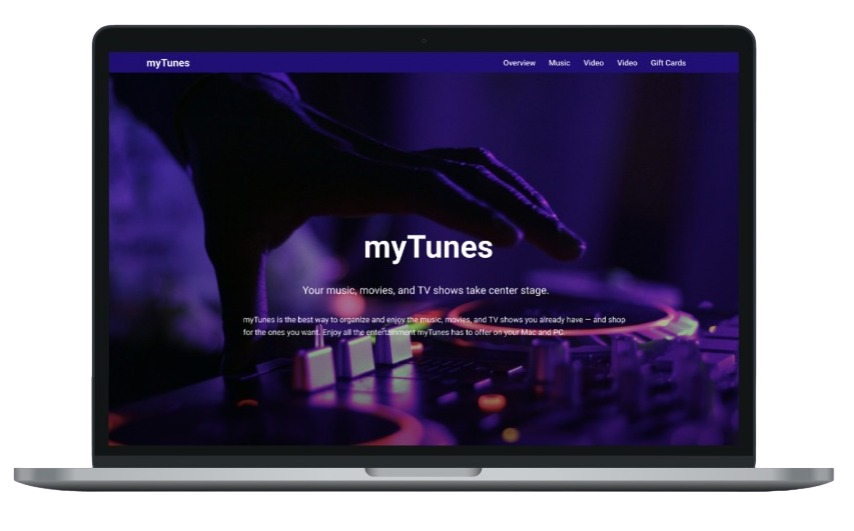 myTunes
Overview Music Video Video Gift Cards
myTunes
Your music, movies, and TV shows take center stage.
myTunes is the best way to organize and enjoy the music, movies, and TV shows you already have — and shop
for the ones you want. Enjoy all the entertainment myTunes has to offer on your Mac and PC.